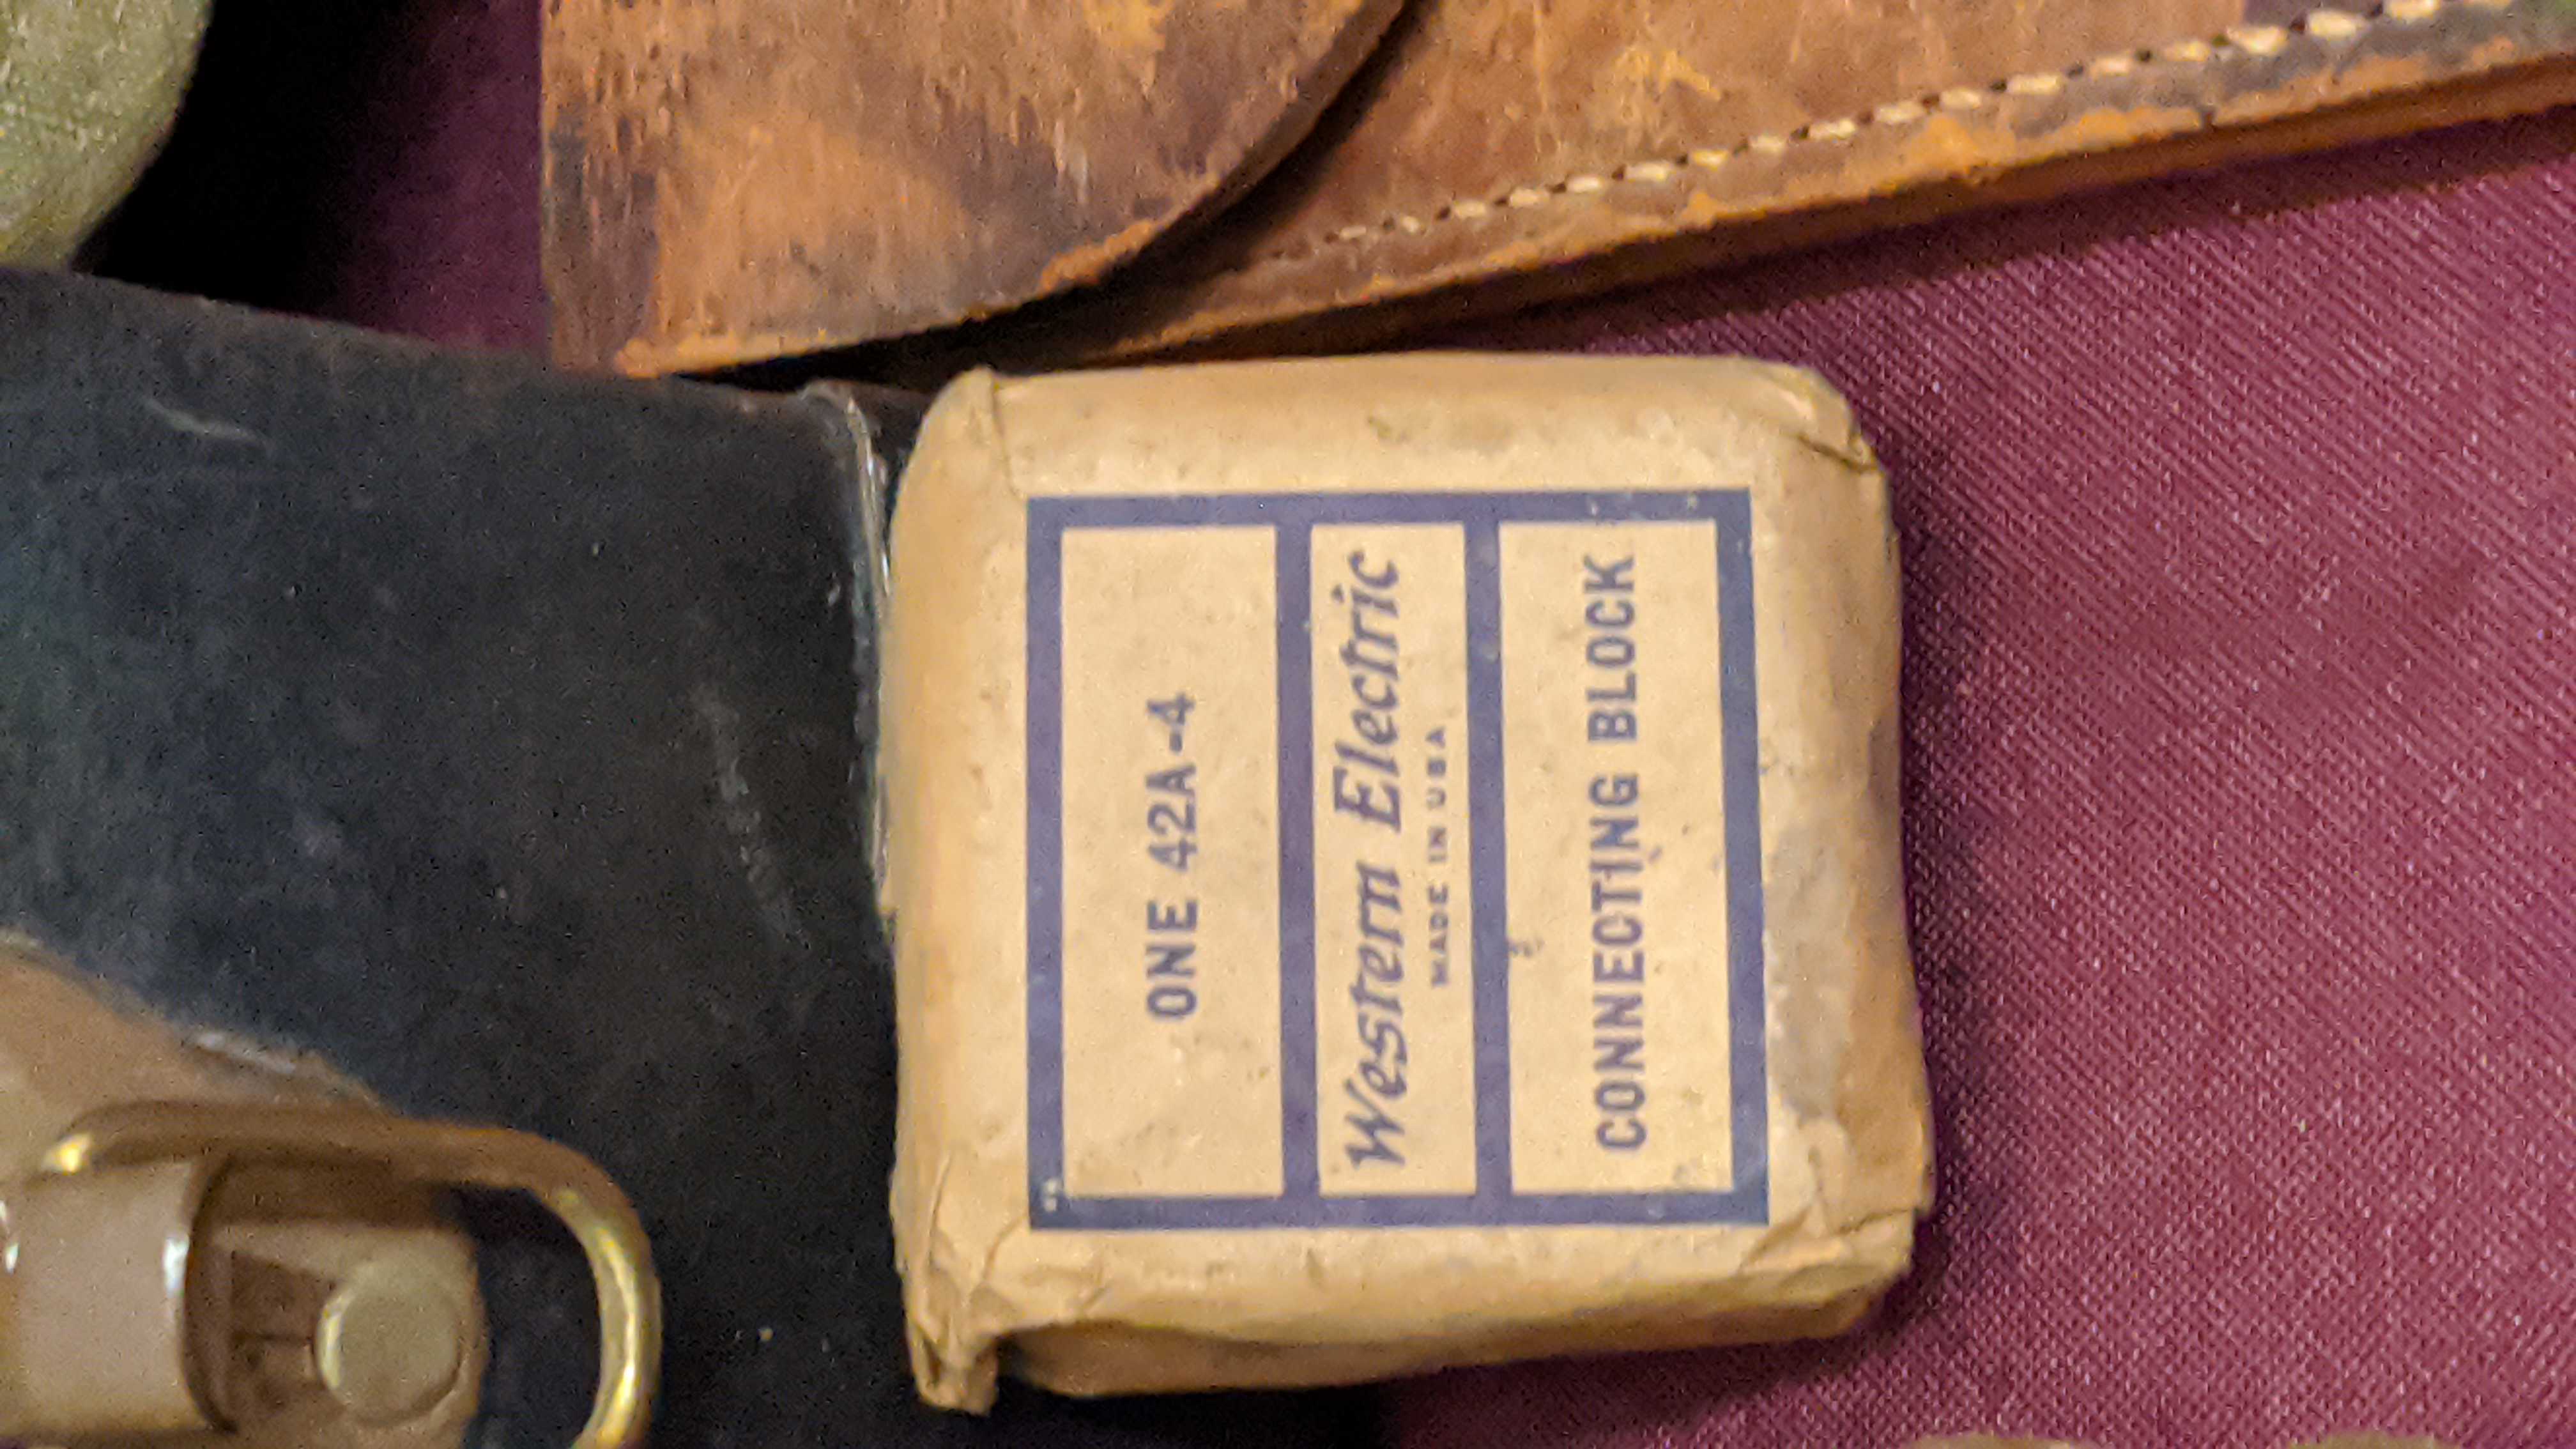 ONE 42A-4
Western Electric
MADE IN USA
CONNECTING BLOCK